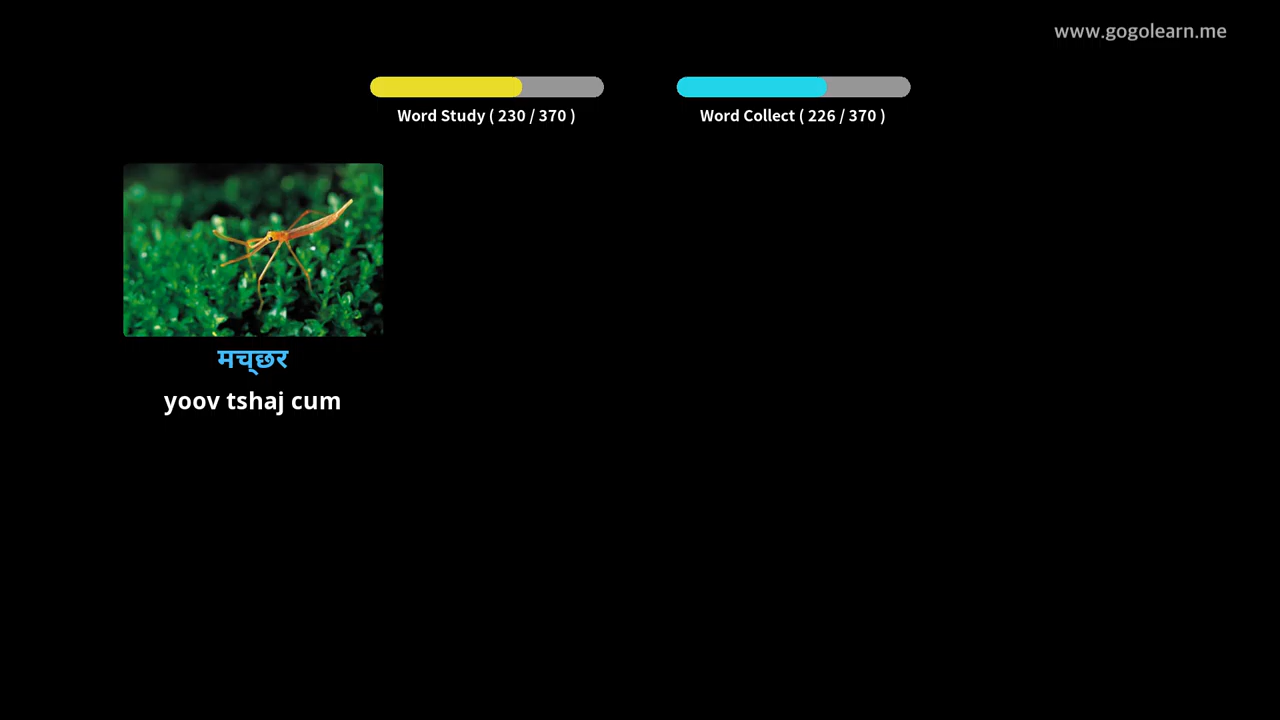 www.gogolearn.me
Word Study ( 230 / 370 )
Word Collect ( 226 / 370 )
मच्छर
yoov tshaj cum